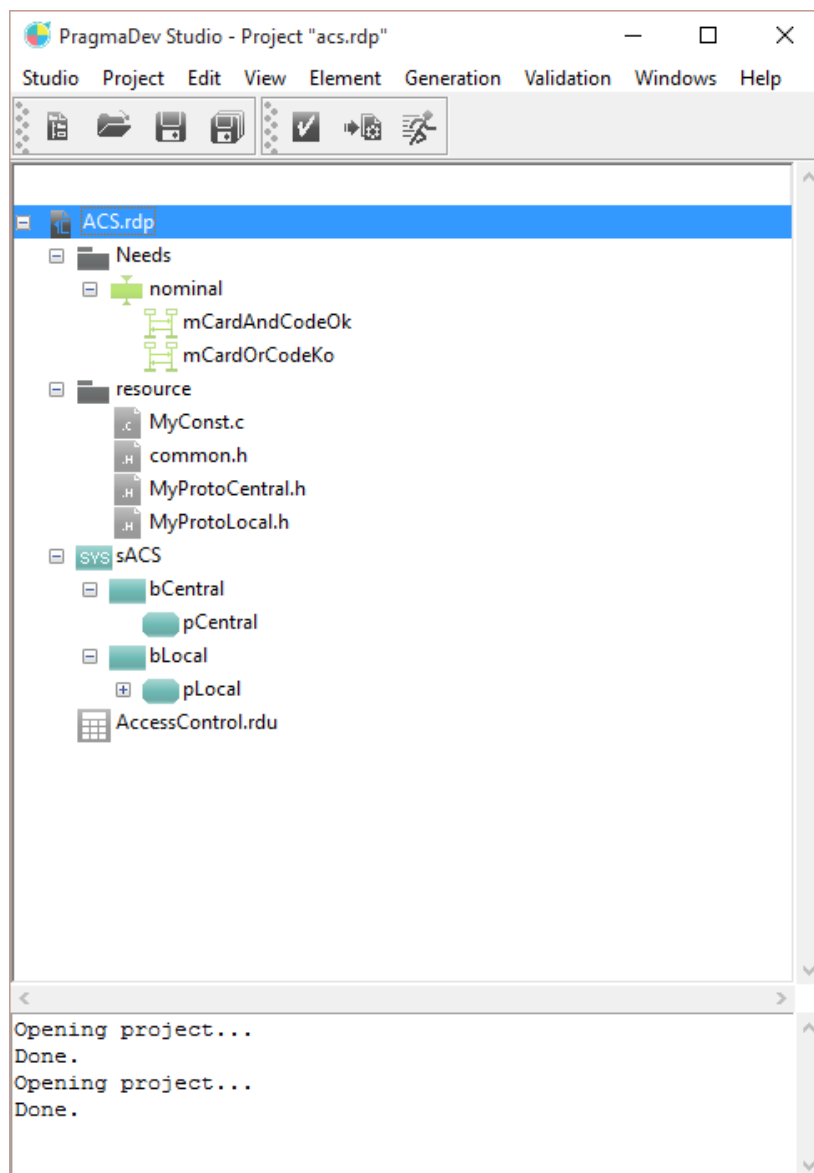 PragmaDev Studio - Project "acs.rdp"
Studio Project Edit View Element Generation Validation Windows Help
ACS.rdp
Needs
nominal
mCardAndCodeOk
mCardOrCodeKo
resource
.c MyConst.c
.H common.h
.H MyProtoCentral.h
.H MyProtoLocal.h
SYS sACS
bCentral
pCentral
bLocal
pLocal
AccessControl.rdu
Opening project...
Done.
Opening project...
Done.